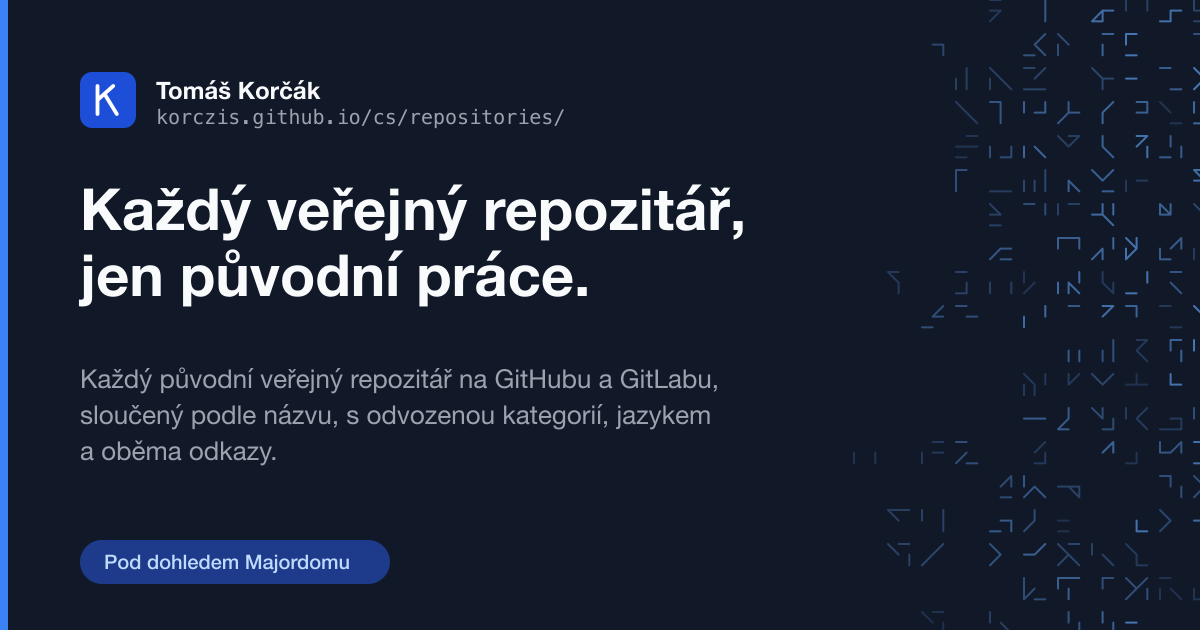 K
Tomáš Korčák
korczis.github.io/cs/repositories/
Každý veřejný repozitář,
jen původní práce.
Každý původní veřejný repozitář na GitHubu a GitLabu,
sloučený podle názvu, s odvozenou kategorií, jazykem
a oběma odkazy.
Pod dohledem Majordomu